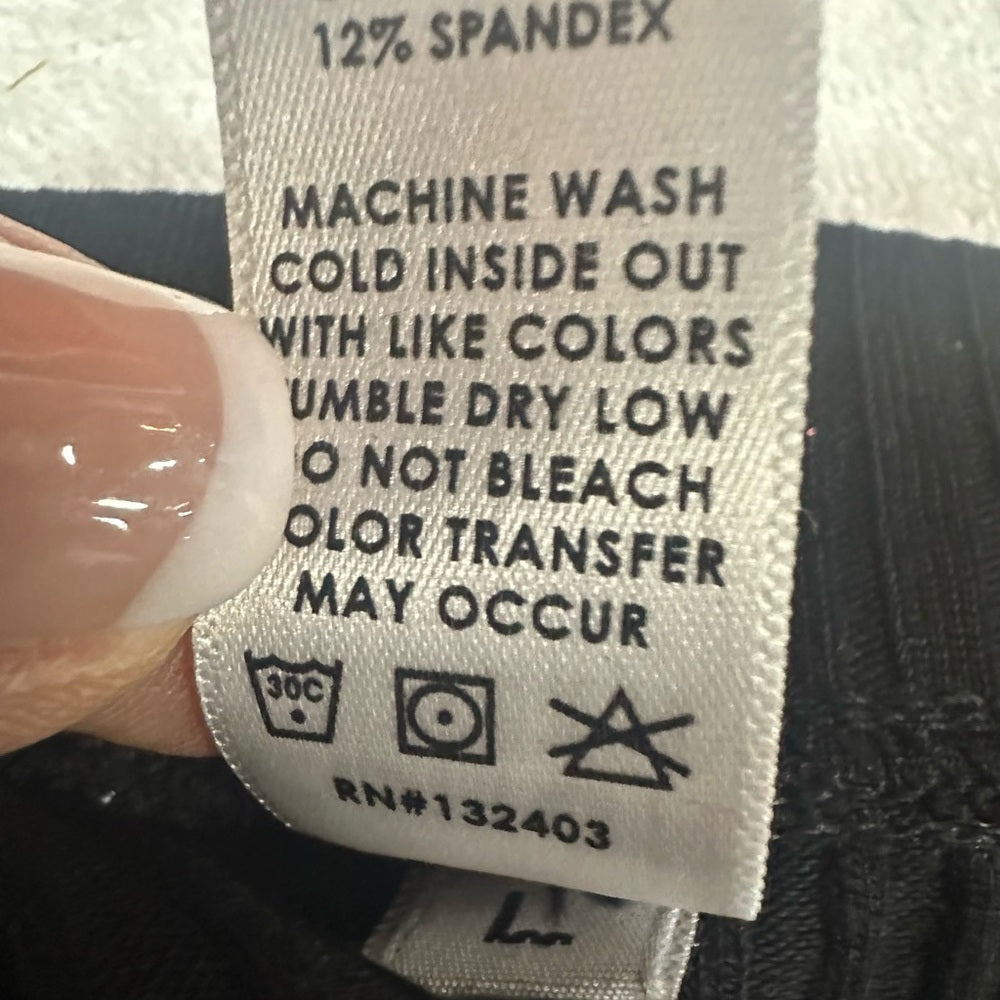 12% SPANDEX
MACHINE WASH
COLD INSIDE OUT
WITH LIKE COLORS
UMBLE DRY LOW
O NOT BLEACH
OLOR TRANSFER
MAY OCCUR
30C
RN#132403
L